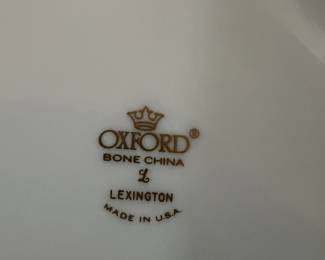 OXFORD®
BONE CHINA
L
LEXINGTON
MADE IN U.S.A.